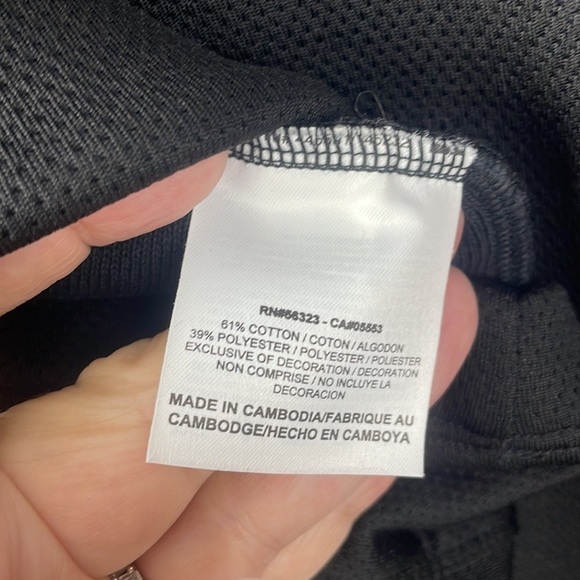 RN#56323 - CA#05553
61% COTTON / COTON / ALGODON
39% POLYESTER / POLYESTER / POLIESTER
EXCLUSIVE OF DECORATION / DECORATION
NON COMPRISE / NO INCLUYE LA
DECORACION
MADE IN CAMBODIA/FABRIQUE AU
CAMBODGE/HECHO EN CAMBOYA